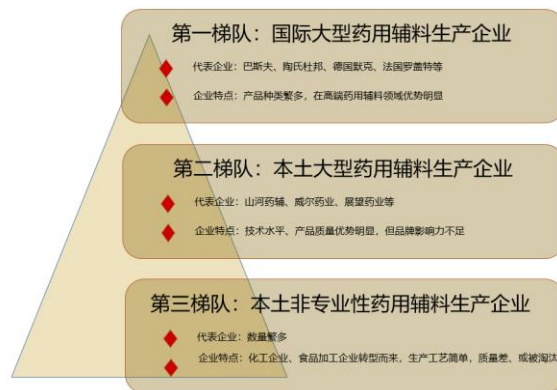 第一梯队：国际大型药用辅料生产企业
代表企业：巴斯夫、陶氏杜邦、德国默克、法国罗盖特等
企业特点：产品种类繁多，在高端药用辅料领域优势明显
第二梯队：本土大型药用辅料生产企业
代表企业：山河药辅、威尔药业、展望药业等
企业特点：技术水平、产品质量优势明显，但品牌影响力不足
第三梯队：本土非专业性药用辅料生产企业
代表企业：数量繁多
企业特点：化工企业、食品加工企业转型而来，生产工艺简单，质量差、或被淘汰